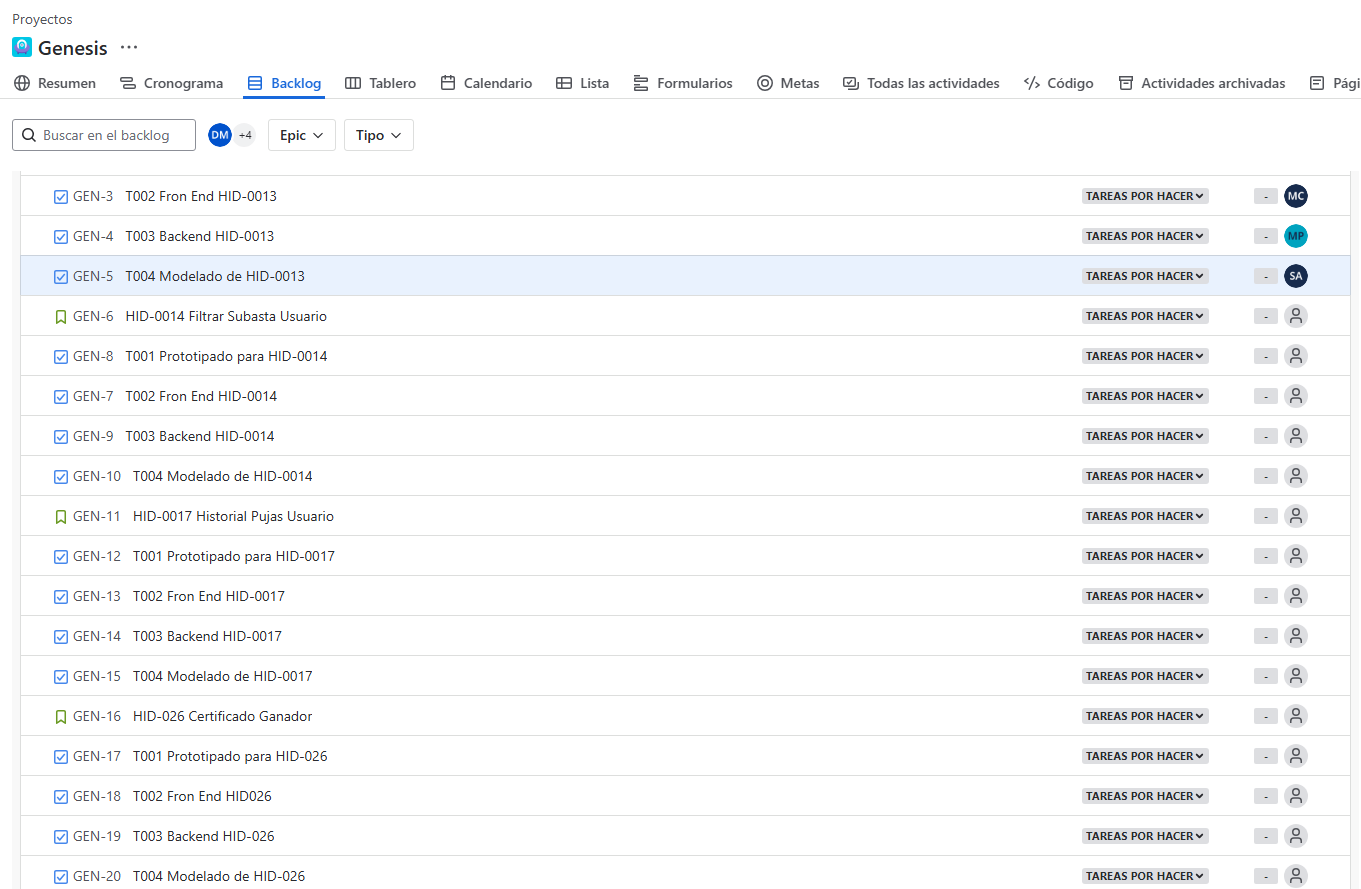 Proyectos
Genesis ···
Resumen Cronograma Backlog Tablero Calendario Lista Formularios Metas Todas las actividades Código Actividades archivadas Pági
Buscar en el backlog DM +4 Epic Tipo
GEN-3 T002 Fron End HID-0013 TAREAS POR HACER - MC
GEN-4 T003 Backend HID-0013 TAREAS POR HACER - MP
GEN-5 T004 Modelado de HID-0013 TAREAS POR HACER - SA
GEN-6 HID-0014 Filtrar Subasta Usuario TAREAS POR HACER -
GEN-8 T001 Prototipado para HID-0014 TAREAS POR HACER -
GEN-7 T002 Fron End HID-0014 TAREAS POR HACER -
GEN-9 T003 Backend HID-0014 TAREAS POR HACER -
GEN-10 T004 Modelado de HID-0014 TAREAS POR HACER -
GEN-11 HID-0017 Historial Pujas Usuario TAREAS POR HACER -
GEN-12 T001 Prototipado para HID-0017 TAREAS POR HACER -
GEN-13 T002 Fron End HID-0017 TAREAS POR HACER -
GEN-14 T003 Backend HID-0017 TAREAS POR HACER -
GEN-15 T004 Modelado de HID-0017 TAREAS POR HACER -
GEN-16 HID-026 Certificado Ganador TAREAS POR HACER -
GEN-17 T001 Prototipado para HID-026 TAREAS POR HACER -
GEN-18 T002 Fron End HID026 TAREAS POR HACER -
GEN-19 T003 Backend HID-026 TAREAS POR HACER -
GEN-20 T004 Modelado de HID-026 TAREAS POR HACER -